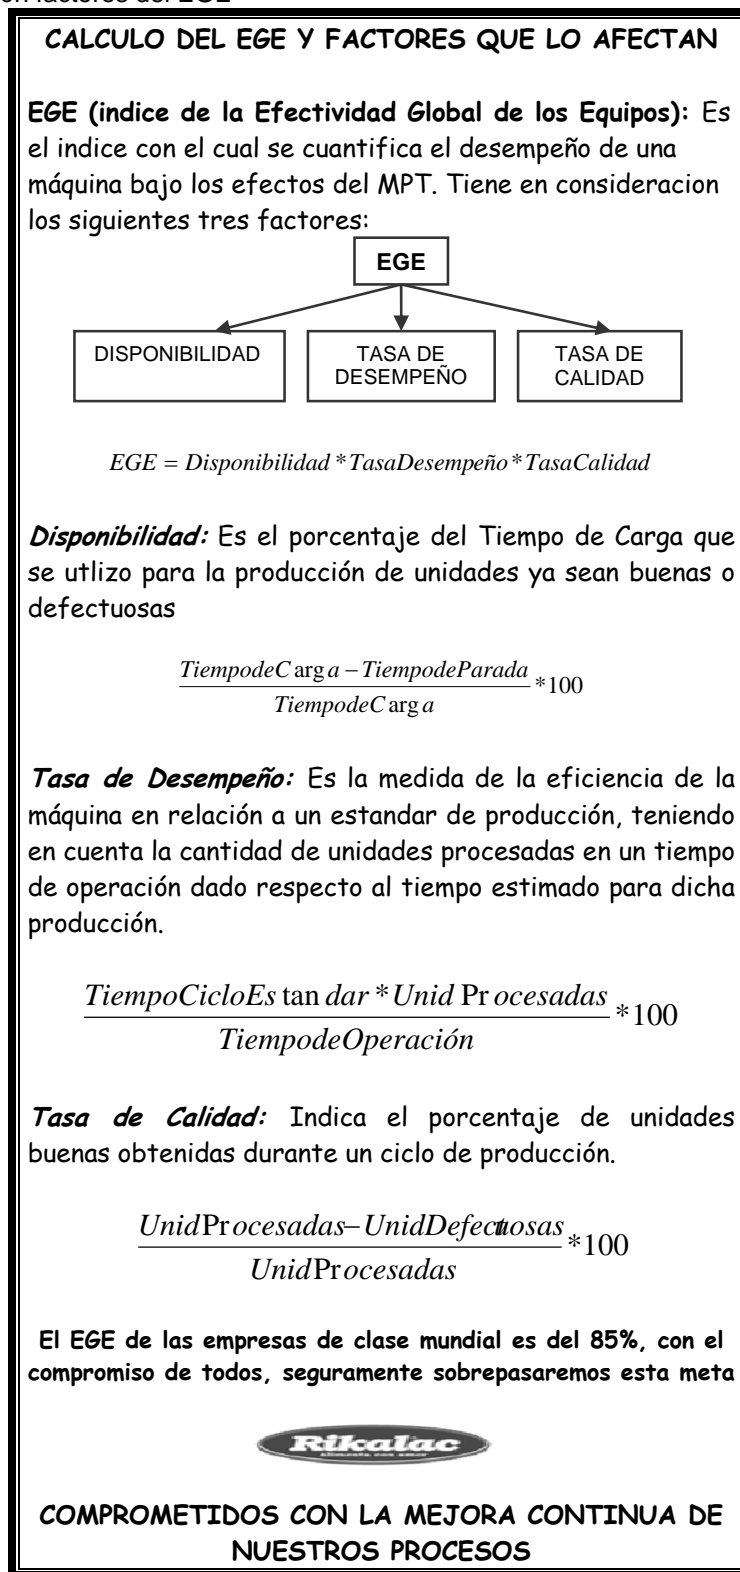 CALCULO DEL EGE Y FACTORES QUE LO AFECTAN
EGE (indice de la Efectividad Global de los Equipos): Es
el indice con el cual se cuantifica el desempeño de una
máquina bajo los efectos del MPT. Tiene en consideracion
los siguientes tres factores:
EGE
DISPONIBILIDAD
TASA DE
DESEMPEÑO
TASA DE
CALIDAD
EGE = Disponibilidad * TasaDesempeño * TasaCalidad
Disponibilidad: Es el porcentaje del Tiempo de Carga que
se utlizo para la producción de unidades ya sean buenas o
defectuosas
TiempodeC arg a – TiempodeParada
*100
TiempodeC arg a
Tasa de Desempeño: Es la medida de la eficiencia de la
máquina en relación a un estandar de producción, teniendo
en cuenta la cantidad de unidades procesadas en un tiempo
de operación dado respecto al tiempo estimado para dicha
producción.
TiempoCicloEs tan dar * Unid Pr ocesadas
*100
TiempodeOperación
Tasa de Calidad: Indica el porcentaje de unidades
buenas obtenidas durante un ciclo de producción.
UnidPr ocesadas – UnidDefectuosas
*100
UnidPr ocesadas
El EGE de las empresas de clase mundial es del 85%, con el
compromiso de todos, seguramente sobrepasaremos esta meta
Rikalac
COMPROMETIDOS CON LA MEJORA CONTINUA DE
NUESTROS PROCESOS